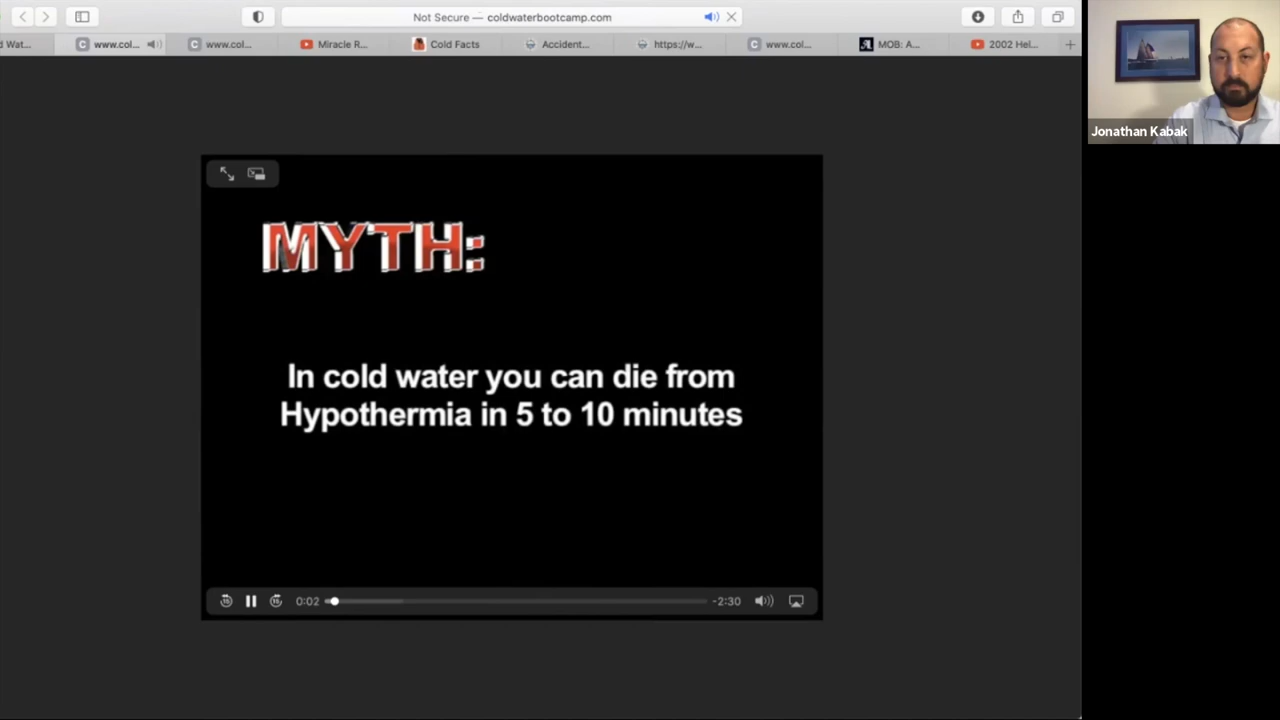 Not Secure — coldwaterbootcamp.com
d Wat...
www.col...
www.col...
Miracle R...
Cold Facts
Accident...
https://w...
www.col...
MOB: A...
2002 Hel...
Jonathan Kabak
MYTH:
In cold water you can die from
Hypothermia in 5 to 10 minutes
0:02
-2:30